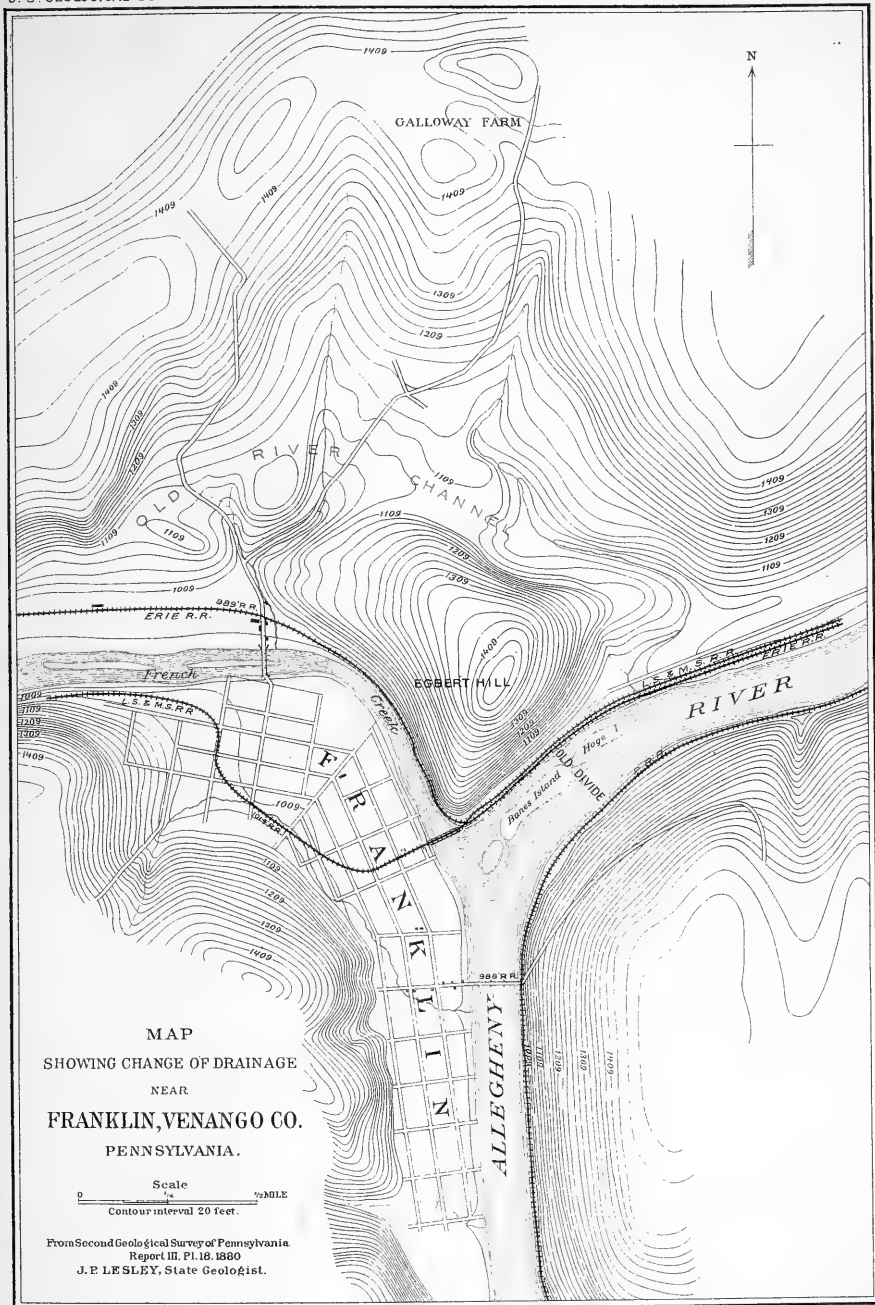 1409
GALLOWAY FARM
N
1409
1409
1409
1309
1209
1409
1309
1209
1109
OLD RIVER CHANNEL
1109
1109
1109
1209
1309
1409
1409
1309
1209
1109
1009
989' R.R.
ERIE R.R.
French Creek
EGBERT HILL
1309
1209
1109
L. S. & M. S. R. R.
ERIE R.R.
RIVER
Hoge I
OLD DIVIDE
Banes Island
R. R.
1009
1109
1209
1309
1409
L. S. & M. S. R R
FRANKLIN
1009
1109
1209
1309
1409
988' R R.
ALLEGHENY
1009
1109
1209
1309
1409
MAP
SHOWING CHANGE OF DRAINAGE
NEAR
FRANKLIN, VENANGO CO.
PENNSYLVANIA.
Scale
0 1/4 1/2 MILE
Contour interval 20 feet.
From Second Geological Survey of Pennsylvania.
Report III. Pl. 18. 1880
J. P. LESLEY, State Geologist.